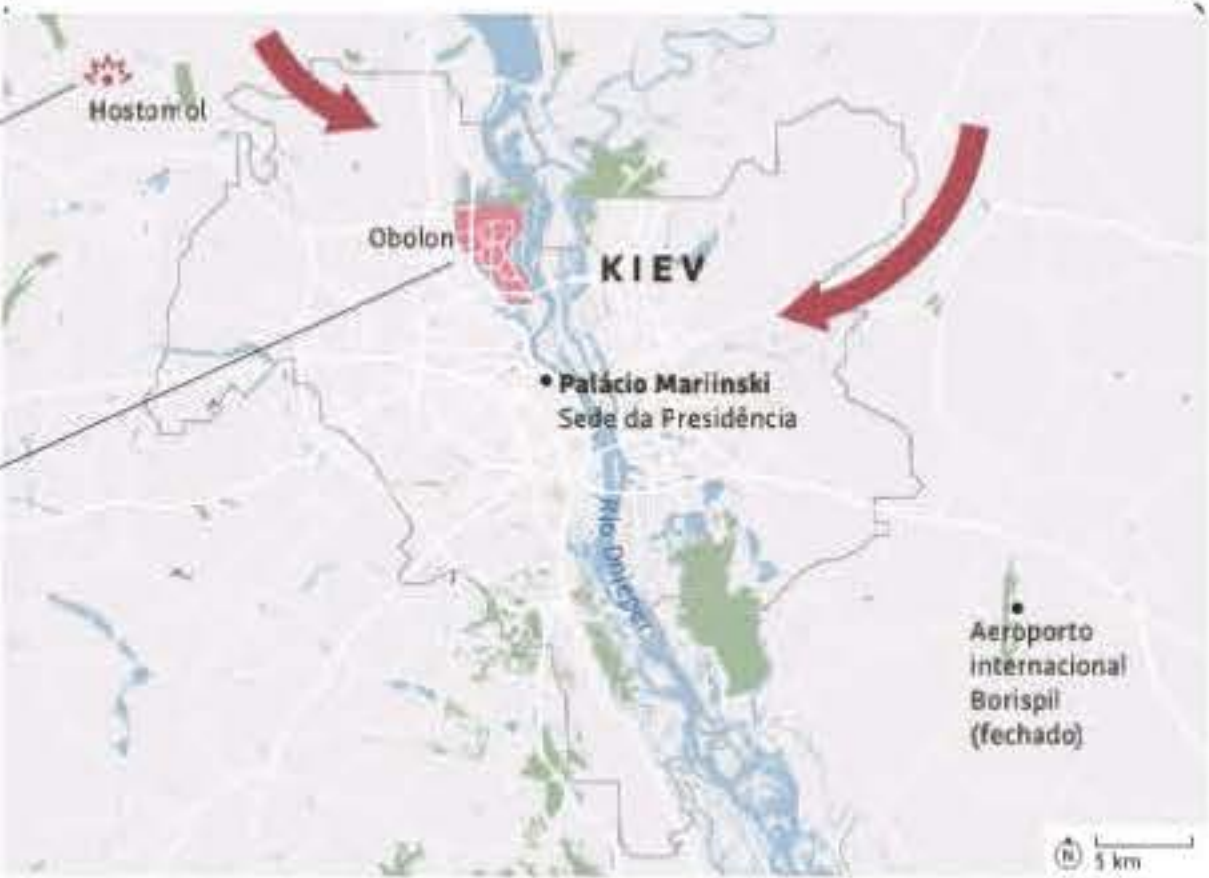 Hostomol
Obolon
KIEV
Palácio Mariinski
Sede da Presidência
Rio Dnieper
Aeroporto
internacional
Borispil
(fechado)
N
5 km